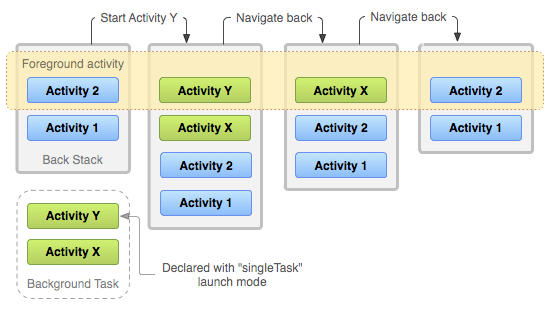 Start Activity Y
Navigate back
Navigate back
Foreground activity
Activity 2
Activity Y
Activity X
Activity 2
Activity 1
Activity X
Activity 2
Activity 1
Back Stack
Activity 2
Activity 1
Activity 1
Activity Y
Activity X
Background Task
Declared with "singleTask"
launch mode